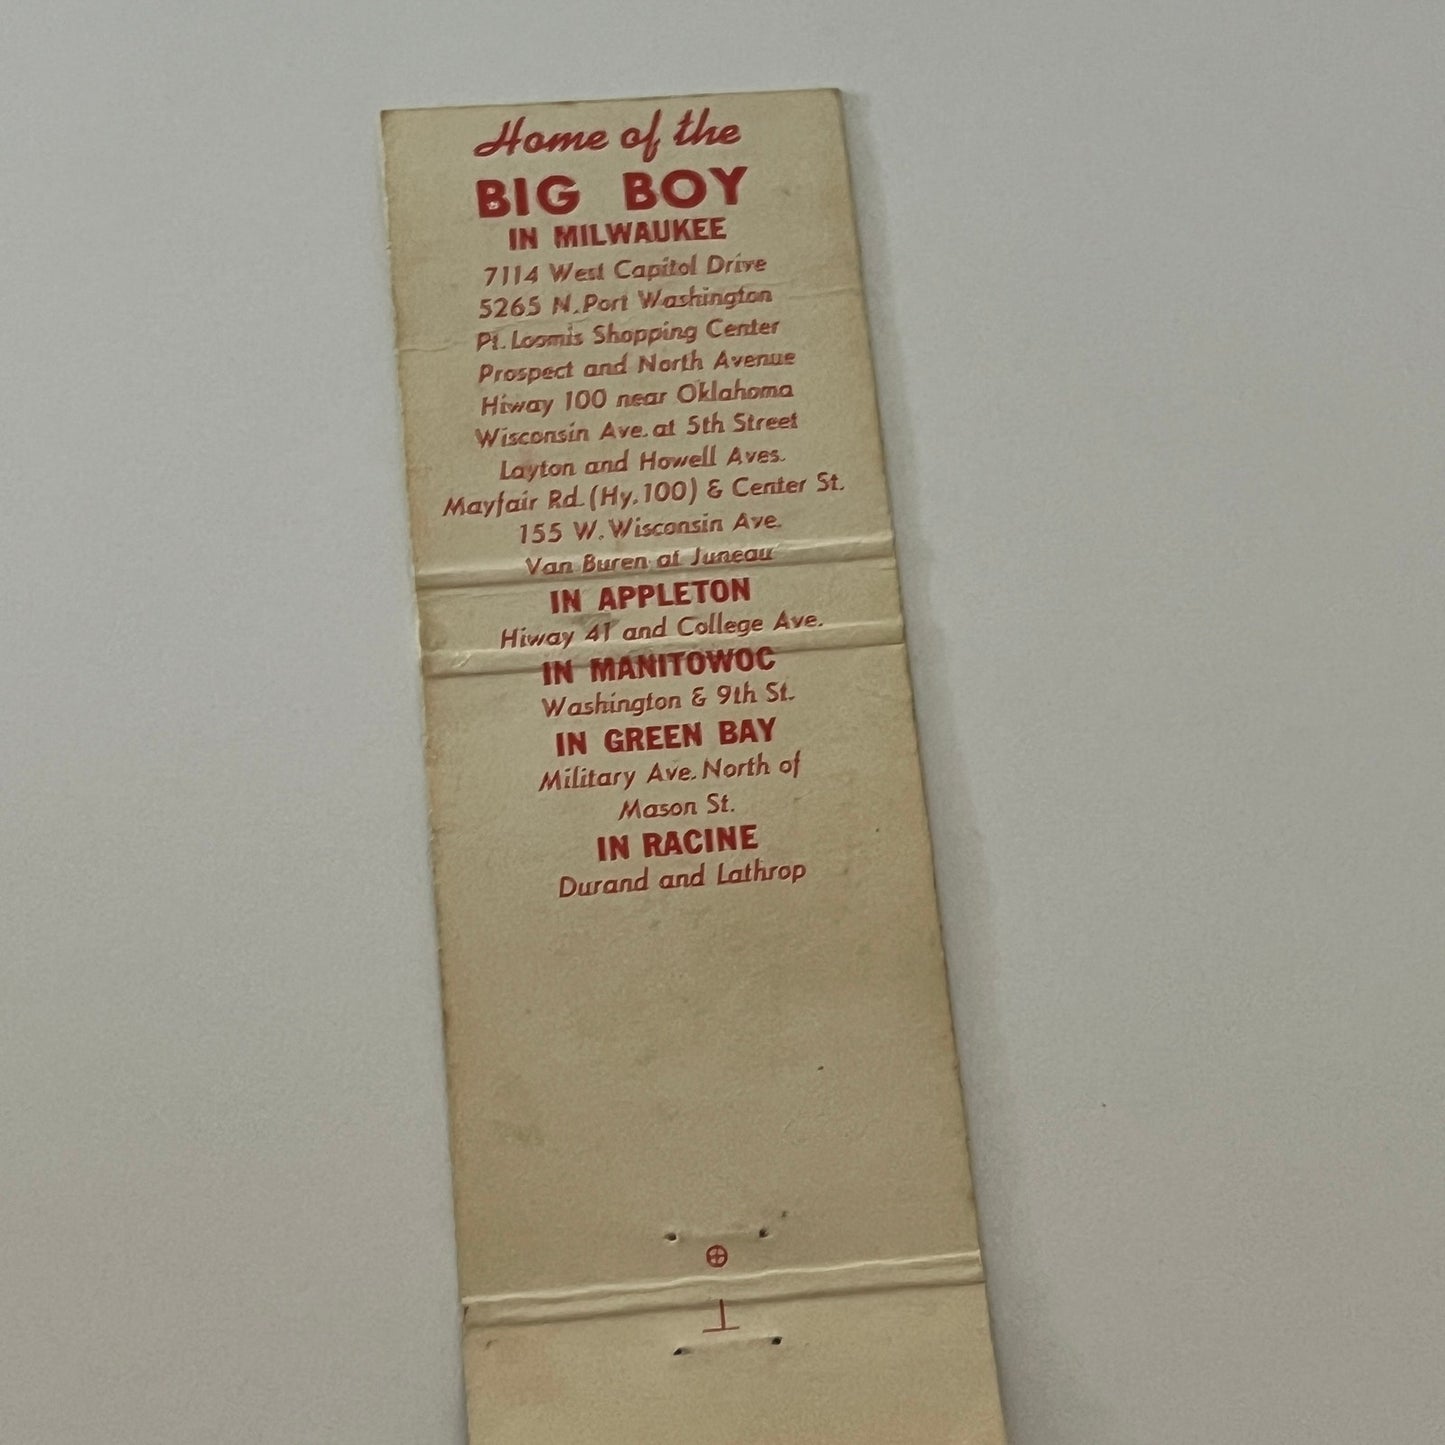 Home of the
BIG BOY
IN MILWAUKEE
7114 West Capitol Drive
5265 N. Port Washington
Pt. Loomis Shopping Center
Prospect and North Avenue
Hiway 100 near Oklahoma
Wisconsin Ave. at 5th Street
Layton and Howell Aves.
Mayfair Rd. (Hy. 100) & Center St.
155 W. Wisconsin Ave.
Van Buren at Juneau
IN APPLETON
Hiway 41 and College Ave.
IN MANITOWOC
Washington & 9th St.
IN GREEN BAY
Military Ave. North of
Mason St.
IN RACINE
Durand and Lathrop